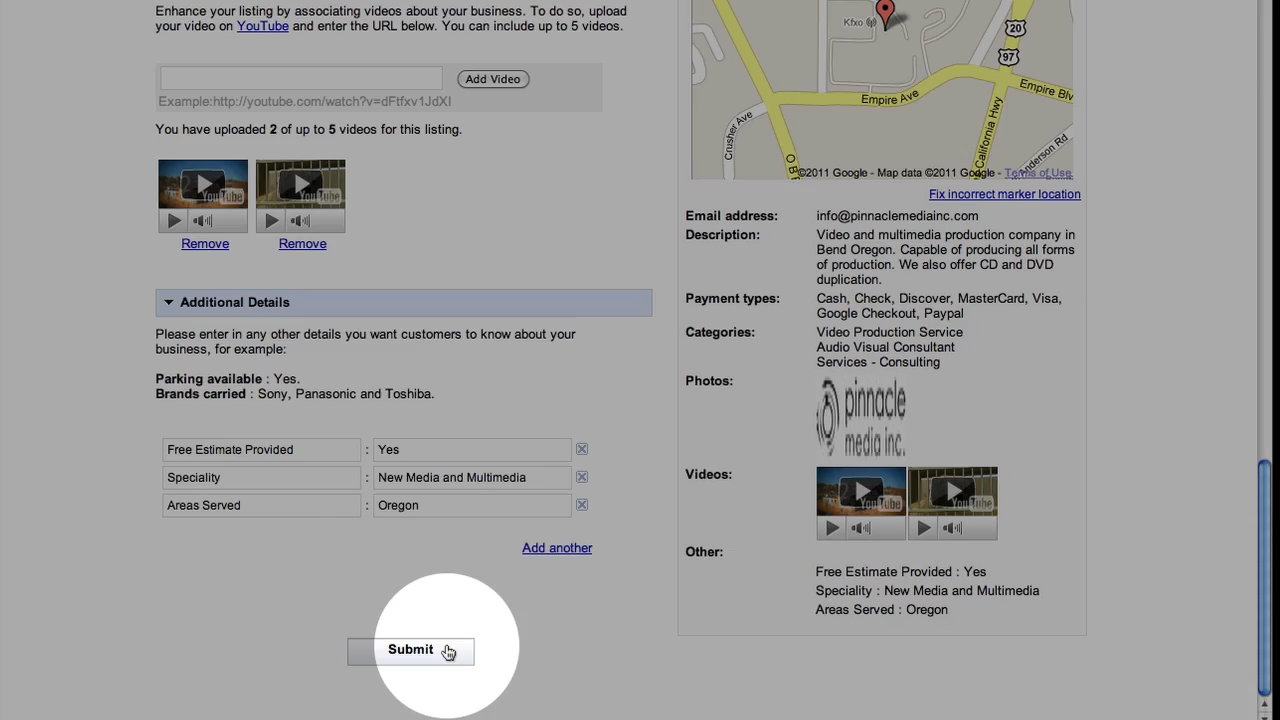 Enhance your listing by associating videos about your business. To do so, upload
your video on YouTube and enter the URL below. You can include up to 5 videos.
Add Video
Example:http://youtube.com/watch?v=dFtfxv1JdXI
You have uploaded 2 of up to 5 videos for this listing.
YouTube
YouTube
Remove
Remove
Additional Details
Please enter in any other details you want customers to know about your
business, for example:
Parking available : Yes.
Brands carried : Sony, Panasonic and Toshiba.
Free Estimate Provided : Yes
Speciality : New Media and Multimedia
Areas Served : Oregon
Add another
Submit
Kfxo
20
97
Empire Ave
Empire Blv
Crusher Ave
O B R
California Hwy
Anderson Rd
©2011 Google - Map data ©2011 Google - Terms of Use
Fix incorrect marker location
Email address: info@pinnaclemediainc.com
Description: Video and multimedia production company in
Bend Oregon. Capable of producing all forms
of production. We also offer CD and DVD
duplication.
Payment types: Cash, Check, Discover, MasterCard, Visa,
Google Checkout, Paypal
Categories: Video Production Service
Audio Visual Consultant
Services - Consulting
Photos:
pinnacle
media inc.
Videos:
YouTube
YouTube
Other:
Free Estimate Provided : Yes
Speciality : New Media and Multimedia
Areas Served : Oregon